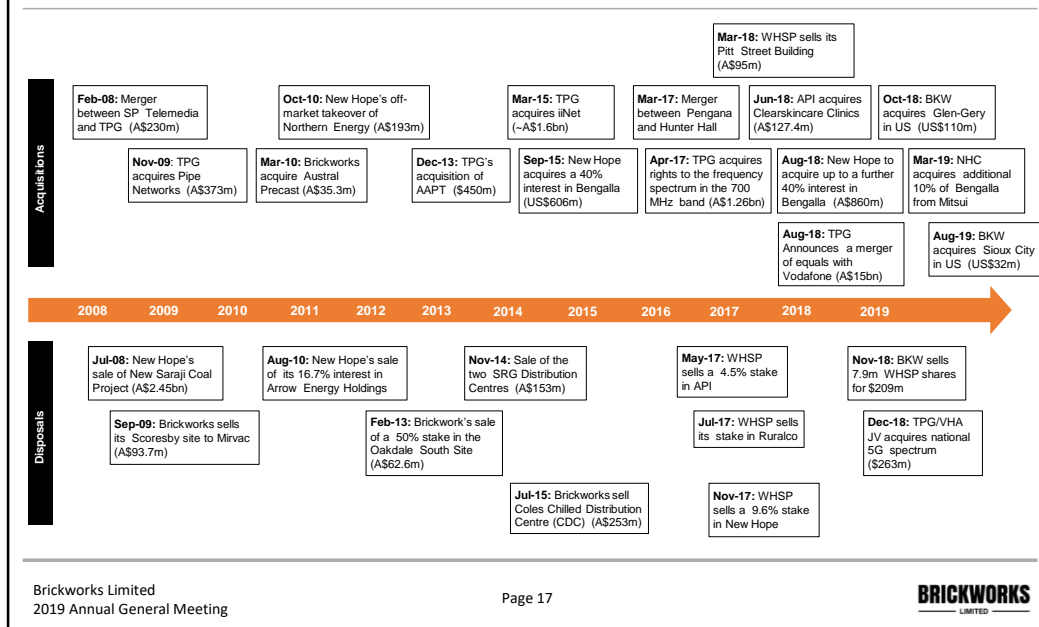 Mar-18: WHSP sells its
Pitt Street Building
(A$95m)
Acquisitions
Feb-08: Merger
between SP Telemedia
and TPG (A$230m)
Oct-10: New Hope's off-
market takeover of
Northern Energy (A$193m)
Mar-15: TPG
acquires iiNet
(~A$1.6bn)
Mar-17: Merger
between Pengana
and Hunter Hall
Jun-18: API acquires
Clearskincare Clinics
(A$127.4m)
Oct-18: BKW
acquires Glen-Gery
in US (US$110m)
Nov-09: TPG
acquires Pipe
Networks (A$373m)
Mar-10: Brickworks
acquire Austral
Precast (A$35.3m)
Dec-13: TPG's
acquisition of
AAPT ($450m)
Sep-15: New Hope
acquires a 40%
interest in Bengalla
(US$606m)
Apr-17: TPG acquires
rights to the frequency
spectrum in the 700
MHz band (A$1.26bn)
Aug-18: New Hope to
acquire up to a further
40% interest in
Bengalla (A$860m)
Mar-19: NHC
acquires additional
10% of Bengalla
from Mitsui
Aug-18: TPG
Announces a merger
of equals with
Vodafone (A$15bn)
Aug-19: BKW
acquires Sioux City
in US (US$32m)
2008 2009 2010 2011 2012 2013 2014 2015 2016 2017 2018 2019
Disposals
Jul-08: New Hope's
sale of New Saraji Coal
Project (A$2.45bn)
Aug-10: New Hope's sale
of its 16.7% interest in
Arrow Energy Holdings
Nov-14: Sale of the
two SRG Distribution
Centres (A$153m)
May-17: WHSP
sells a 4.5% stake
in API
Nov-18: BKW sells
7.9m WHSP shares
for $209m
Sep-09: Brickworks sells
its Scoresby site to Mirvac
(A$93.7m)
Feb-13: Brickwork's sale
of a 50% stake in the
Oakdale South Site
(A$62.6m)
Jul-17: WHSP sells
its stake in Ruralco
Dec-18: TPG/VHA
JV acquires national
5G spectrum
($263m)
Jul-15: Brickworks sell
Coles Chilled Distribution
Centre (CDC) (A$253m)
Nov-17: WHSP
sells a 9.6% stake
in New Hope
Brickworks Limited
2019 Annual General Meeting
Page 17
BRICKWORKS
LIMITED